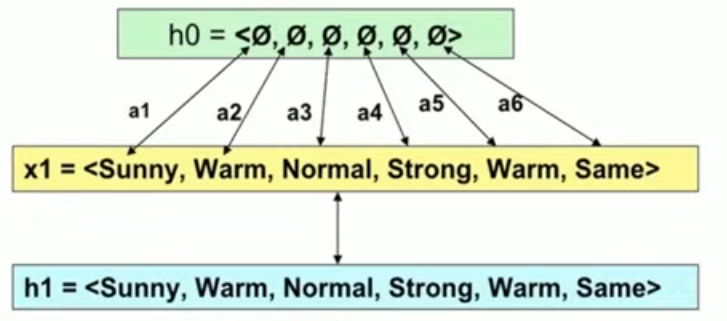 h0 = <Ø, Ø, Ø, Ø, Ø, Ø>
a1 a2 a3 a4 a5 a6
x1 = <Sunny, Warm, Normal, Strong, Warm, Same>
h1 = <Sunny, Warm, Normal, Strong, Warm, Same>